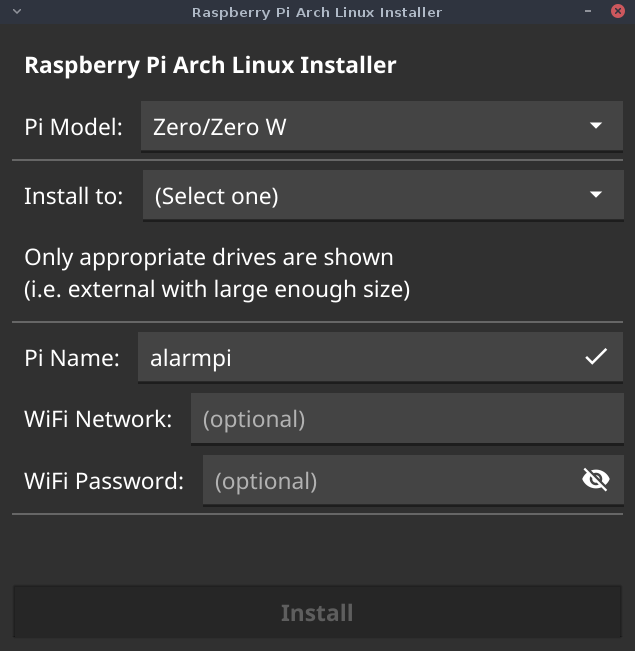 Raspberry Pi Arch Linux Installer
Raspberry Pi Arch Linux Installer
Pi Model: Zero/Zero W
Install to: (Select one)
Only appropriate drives are shown
(i.e. external with large enough size)
Pi Name: alarmpi
WiFi Network: (optional)
WiFi Password: (optional)
Install